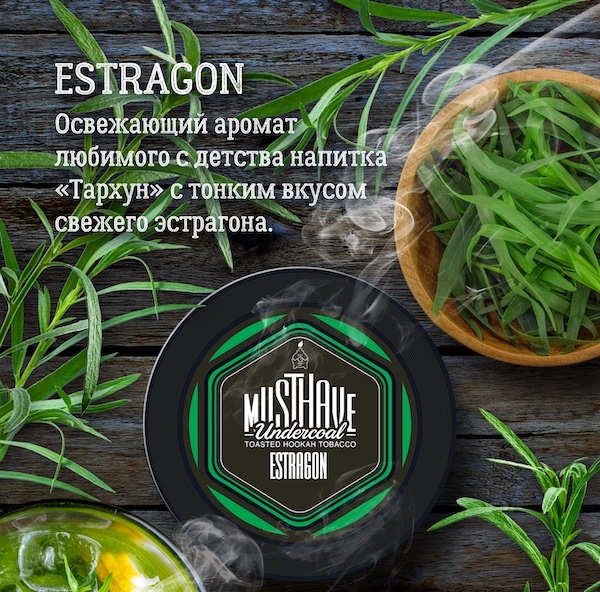 ESTRAGON
Освежающий аромат
любимого с детства напитка
«Тархун» с тонким вкусом
свежего эстрагона.
MUSTHAVE
Undercoal
TOASTED HOOKAH TOBACCO
ESTRAGON